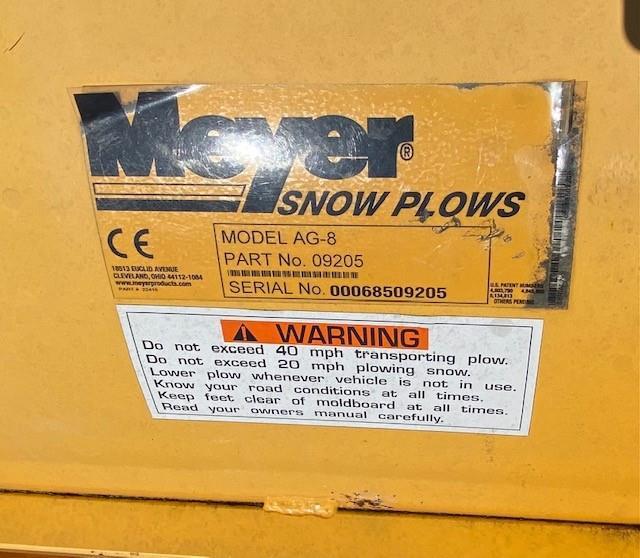 Meyer®
SNOW PLOWS
CE
MODEL AG-8
PART No. 09205
SERIAL No. 00068509205
18513 EUCLID AVENUE
CLEVELAND, OHIO 44112-1084
www.meyerproducts.com
PART # 22415
U.S. PATENT NUMBERS
OTHERS PENDING
WARNING
Do not exceed 40 mph transporting plow.
Do not exceed 20 mph plowing snow.
Lower plow whenever vehicle is not in use.
Know your road conditions at all times.
Keep feet clear of moldboard at all times.
Read your owners manual carefully.